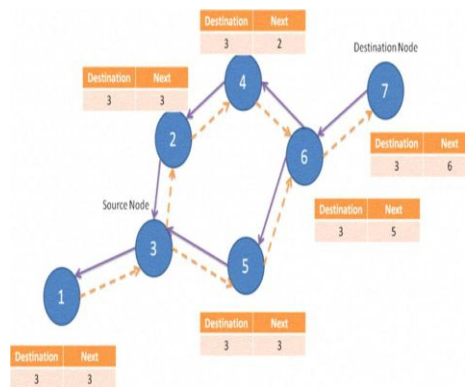 Destination Next
3 2
Destination Node
Destination Next
3 3
4
7
2
6
Destination Next
3 6
Source Node
3
Destination Next
3 5
5
1
Destination Next
3 3
Destination Next
3 3